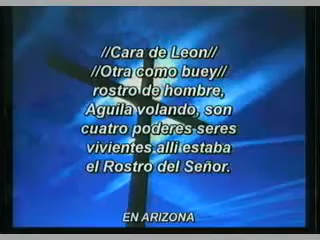 //Cara de Leon//
//Otra como buey//
rostro de hombre,
Aguila volando, son
cuatro poderes seres
vivientes alli estaba
el Rostro del Señor.
EN ARIZONA